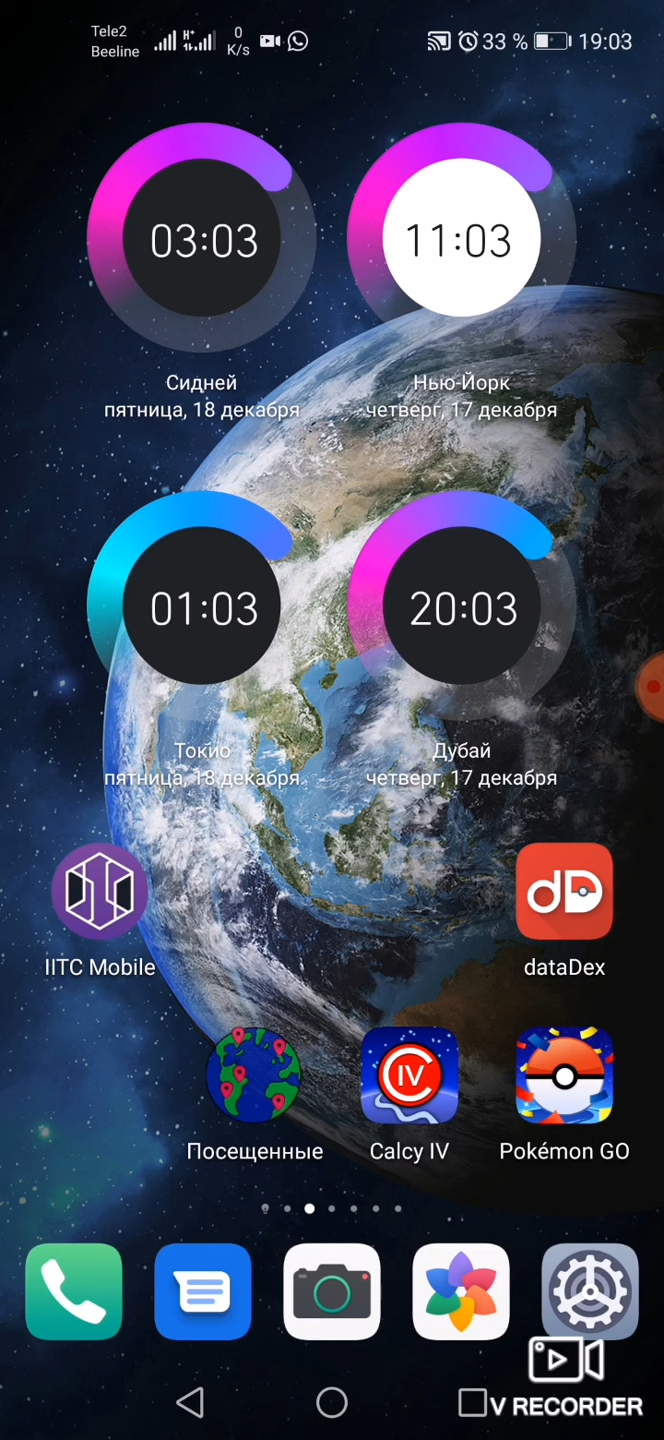 Tele2
Beeline
0
K/s
33 %
19:03
03:03
11:03
Сидней
пятница, 18 декабря
Нью-Йорк
четверг, 17 декабря
01:03
20:03
Токио
пятница, 18 декабря
Дубай
четверг, 17 декабря
IITC Mobile
dD
dataDex
IV
Посещенные
Calcy IV
Pokémon GO
V RECORDER